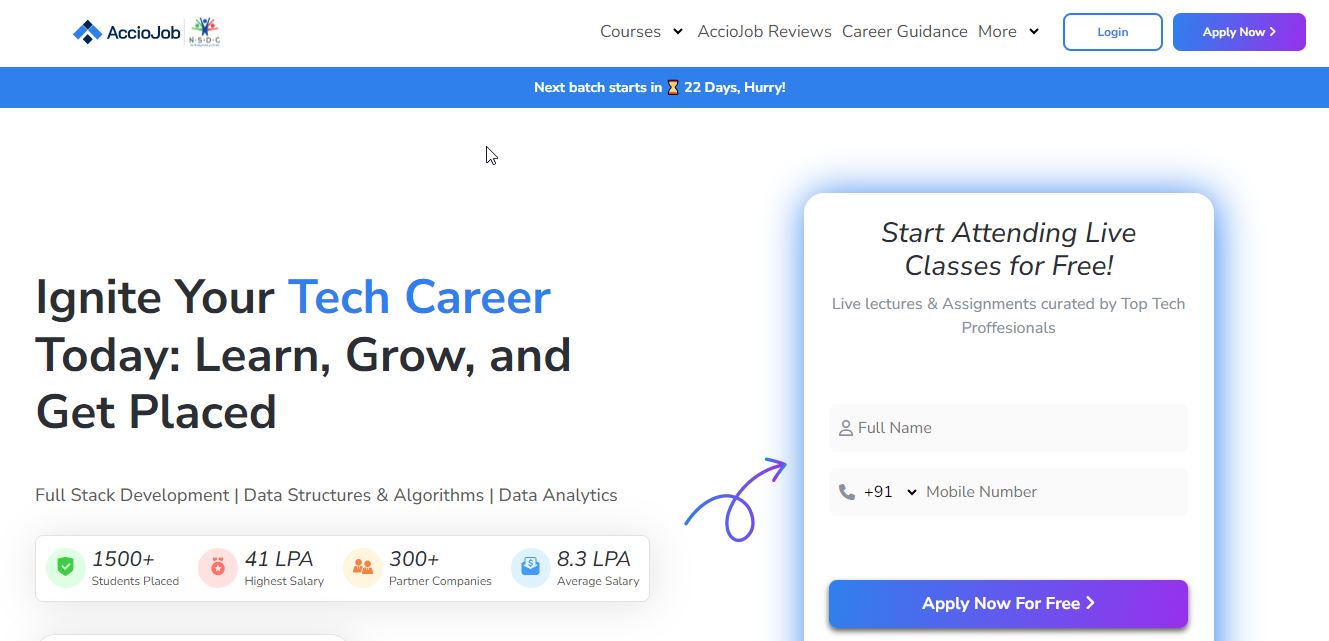 AccioJob
N·S·D·C
Courses
AccioJob Reviews
Career Guidance
More
Login
Apply Now
Next batch starts in ⏳ 22 Days, Hurry!
Ignite Your Tech Career
Today: Learn, Grow, and
Get Placed
Full Stack Development | Data Structures & Algorithms | Data Analytics
1500+
Students Placed
41 LPA
Highest Salary
300+
Partner Companies
8.3 LPA
Average Salary
Start Attending Live
Classes for Free!
Live lectures & Assignments curated by Top Tech
Proffesionals
Full Name
+91
Mobile Number
Apply Now For Free